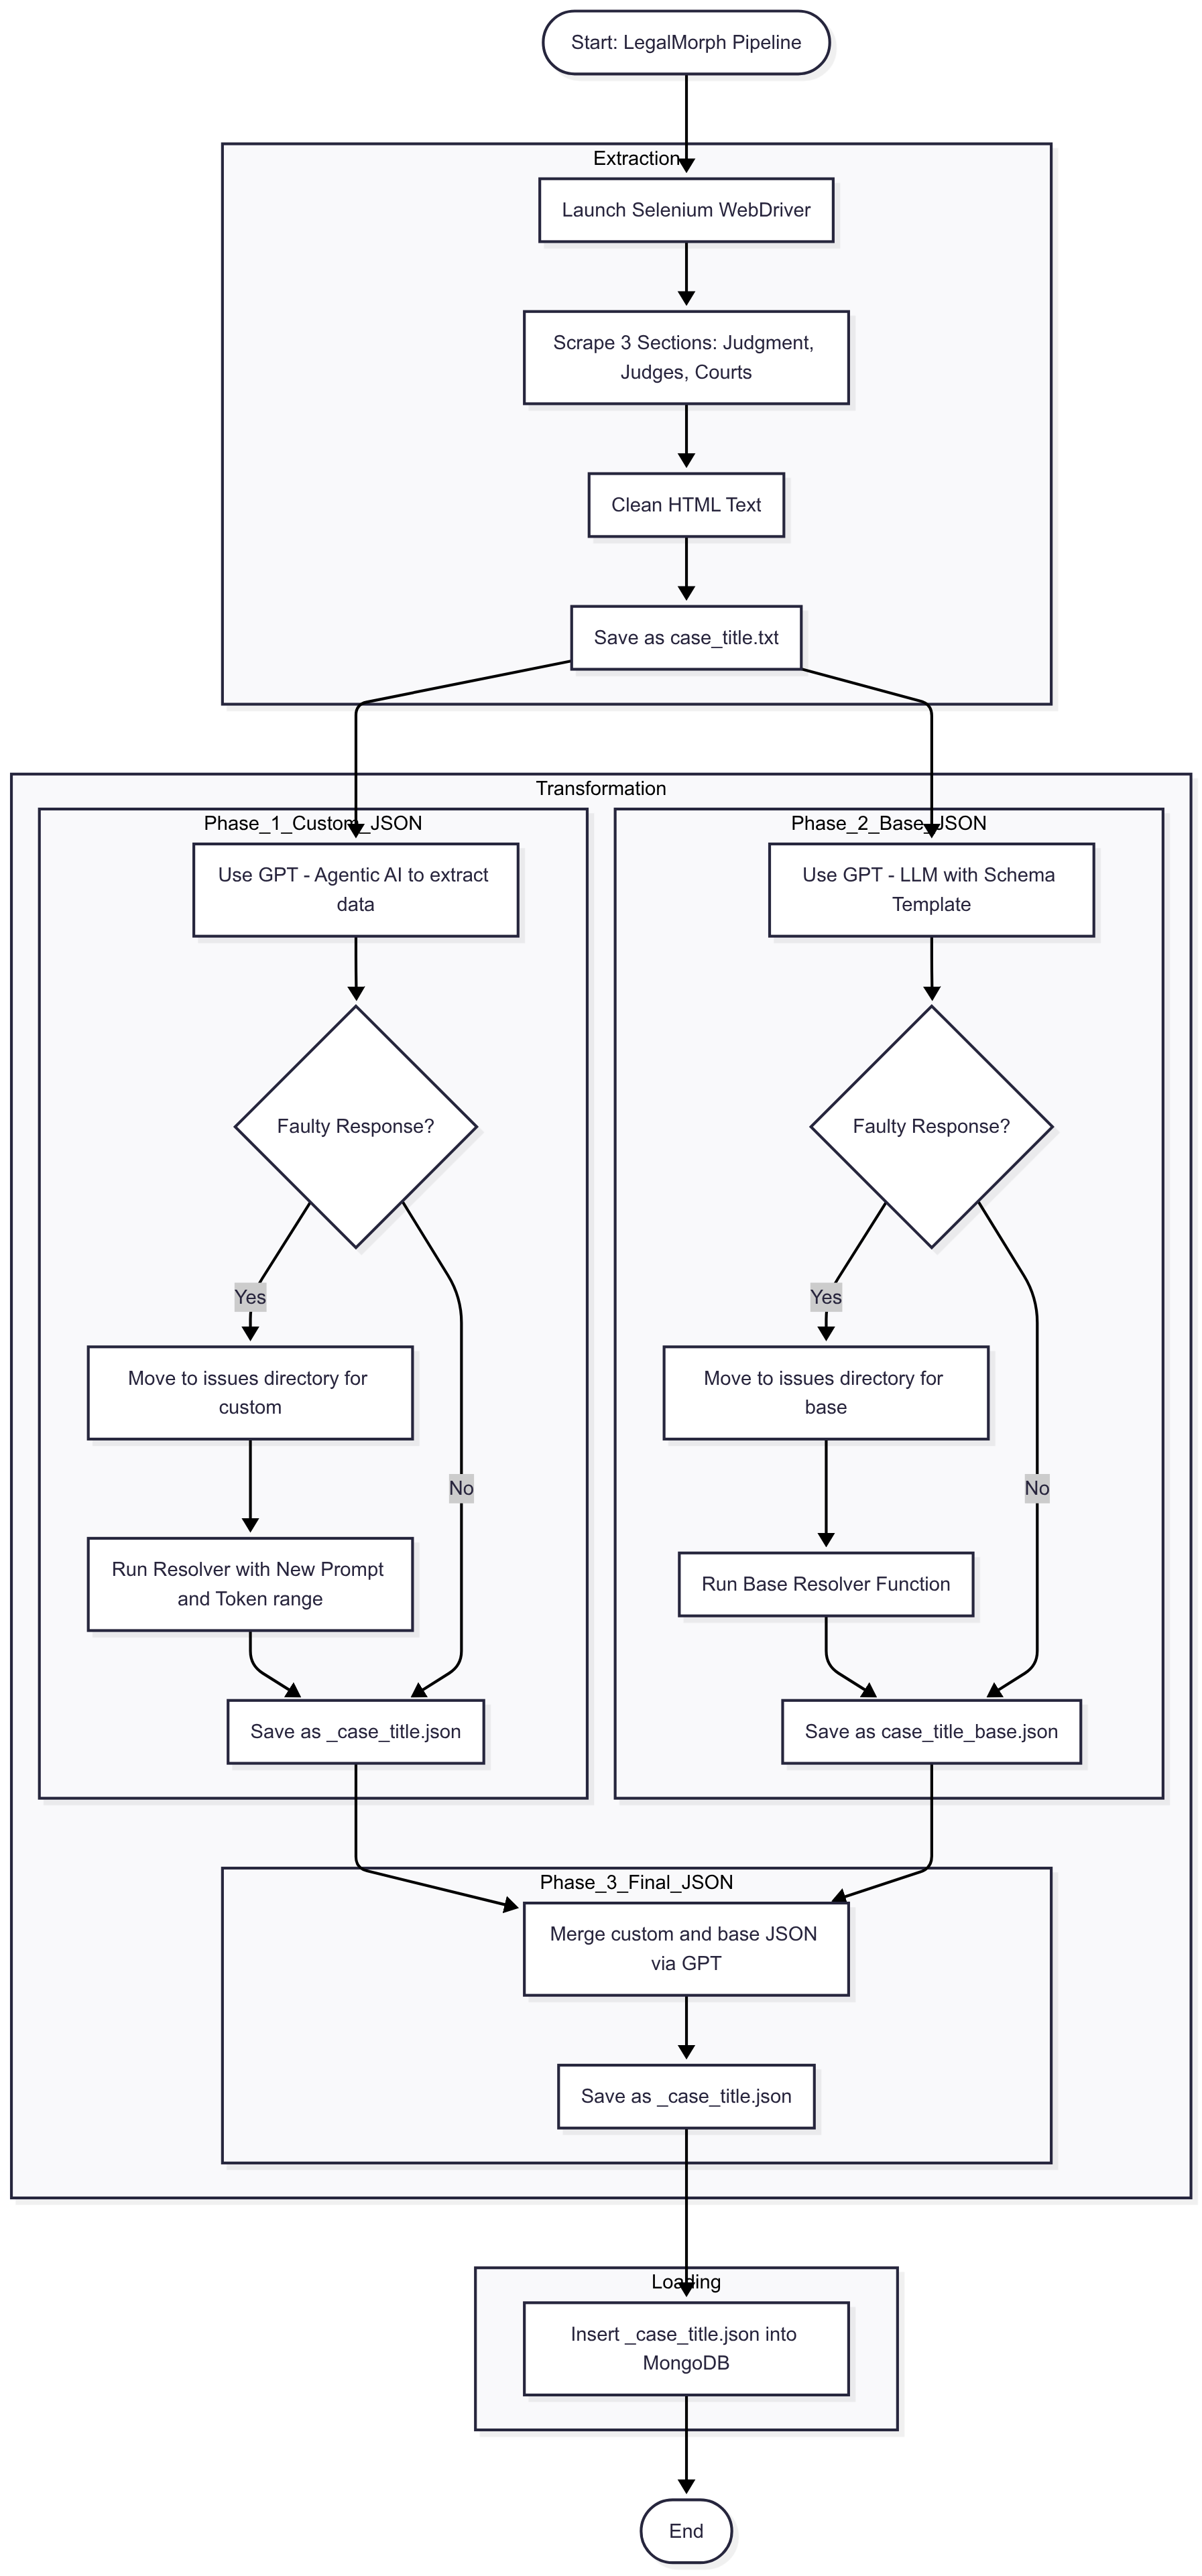 Start: LegalMorph Pipeline
Extraction
Launch Selenium WebDriver
Scrape 3 Sections: Judgment,
Judges, Courts
Clean HTML Text
Save as case_title.txt
Transformation
Phase_1_Custom_JSON
Use GPT - Agentic AI to extract
data
Faulty Response?
Yes
Move to issues directory for
custom
No
Run Resolver with New Prompt
and Token range
Save as _case_title.json
Phase_2_Base_JSON
Use GPT - LLM with Schema
Template
Faulty Response?
Yes
Move to issues directory for
base
No
Run Base Resolver Function
Save as case_title_base.json
Phase_3_Final_JSON
Merge custom and base JSON
via GPT
Save as _case_title.json
Loading
Insert _case_title.json into
MongoDB
End